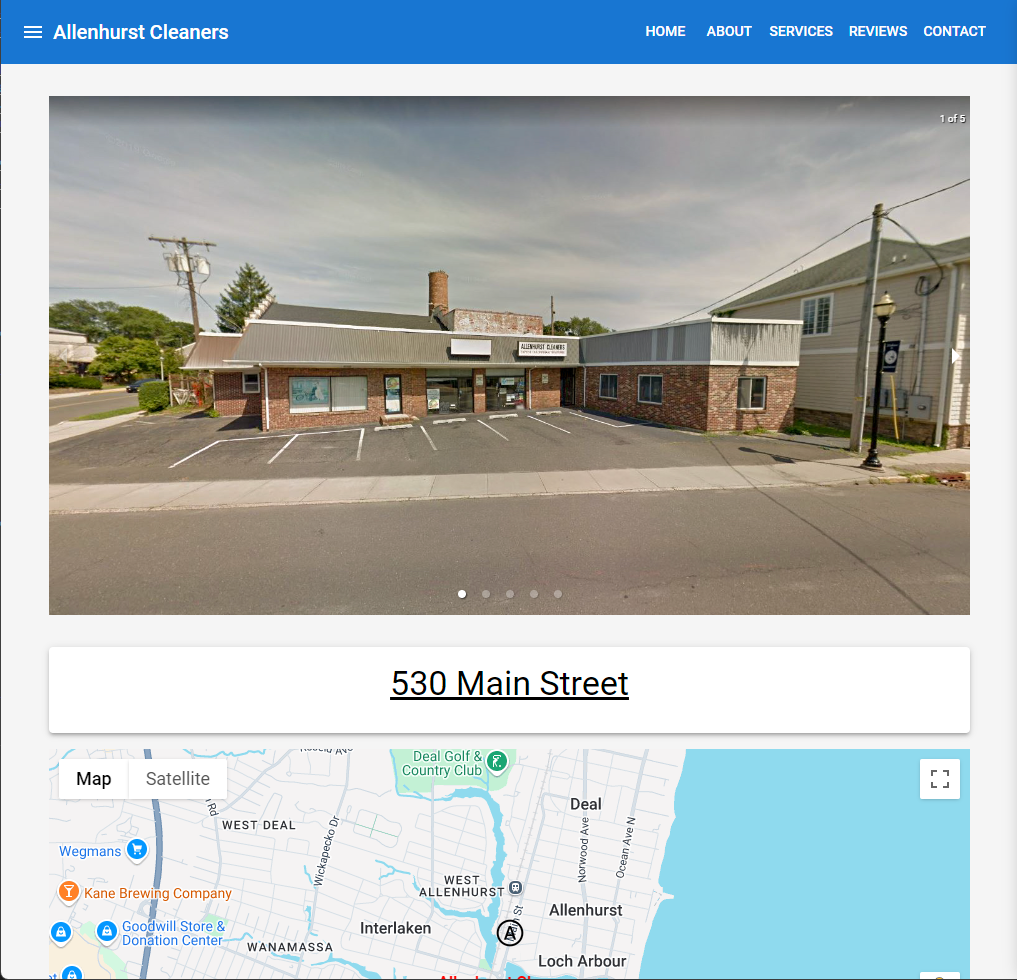 Allenhurst Cleaners
HOME ABOUT SERVICES REVIEWS CONTACT
1 of 5
ALLENHURST CLEANERS
530 Main Street
Map Satellite
Deal Golf &
Country Club
Deal
WEST DEAL
Wickapecko Dr
Norwood Ave
Ocean Ave N
Wegmans
WEST
ALLENHURST
Kane Brewing Company
Allenhurst
Goodwill Store &
Donation Center
Interlaken
A
WANAMASSA
Loch Arbour